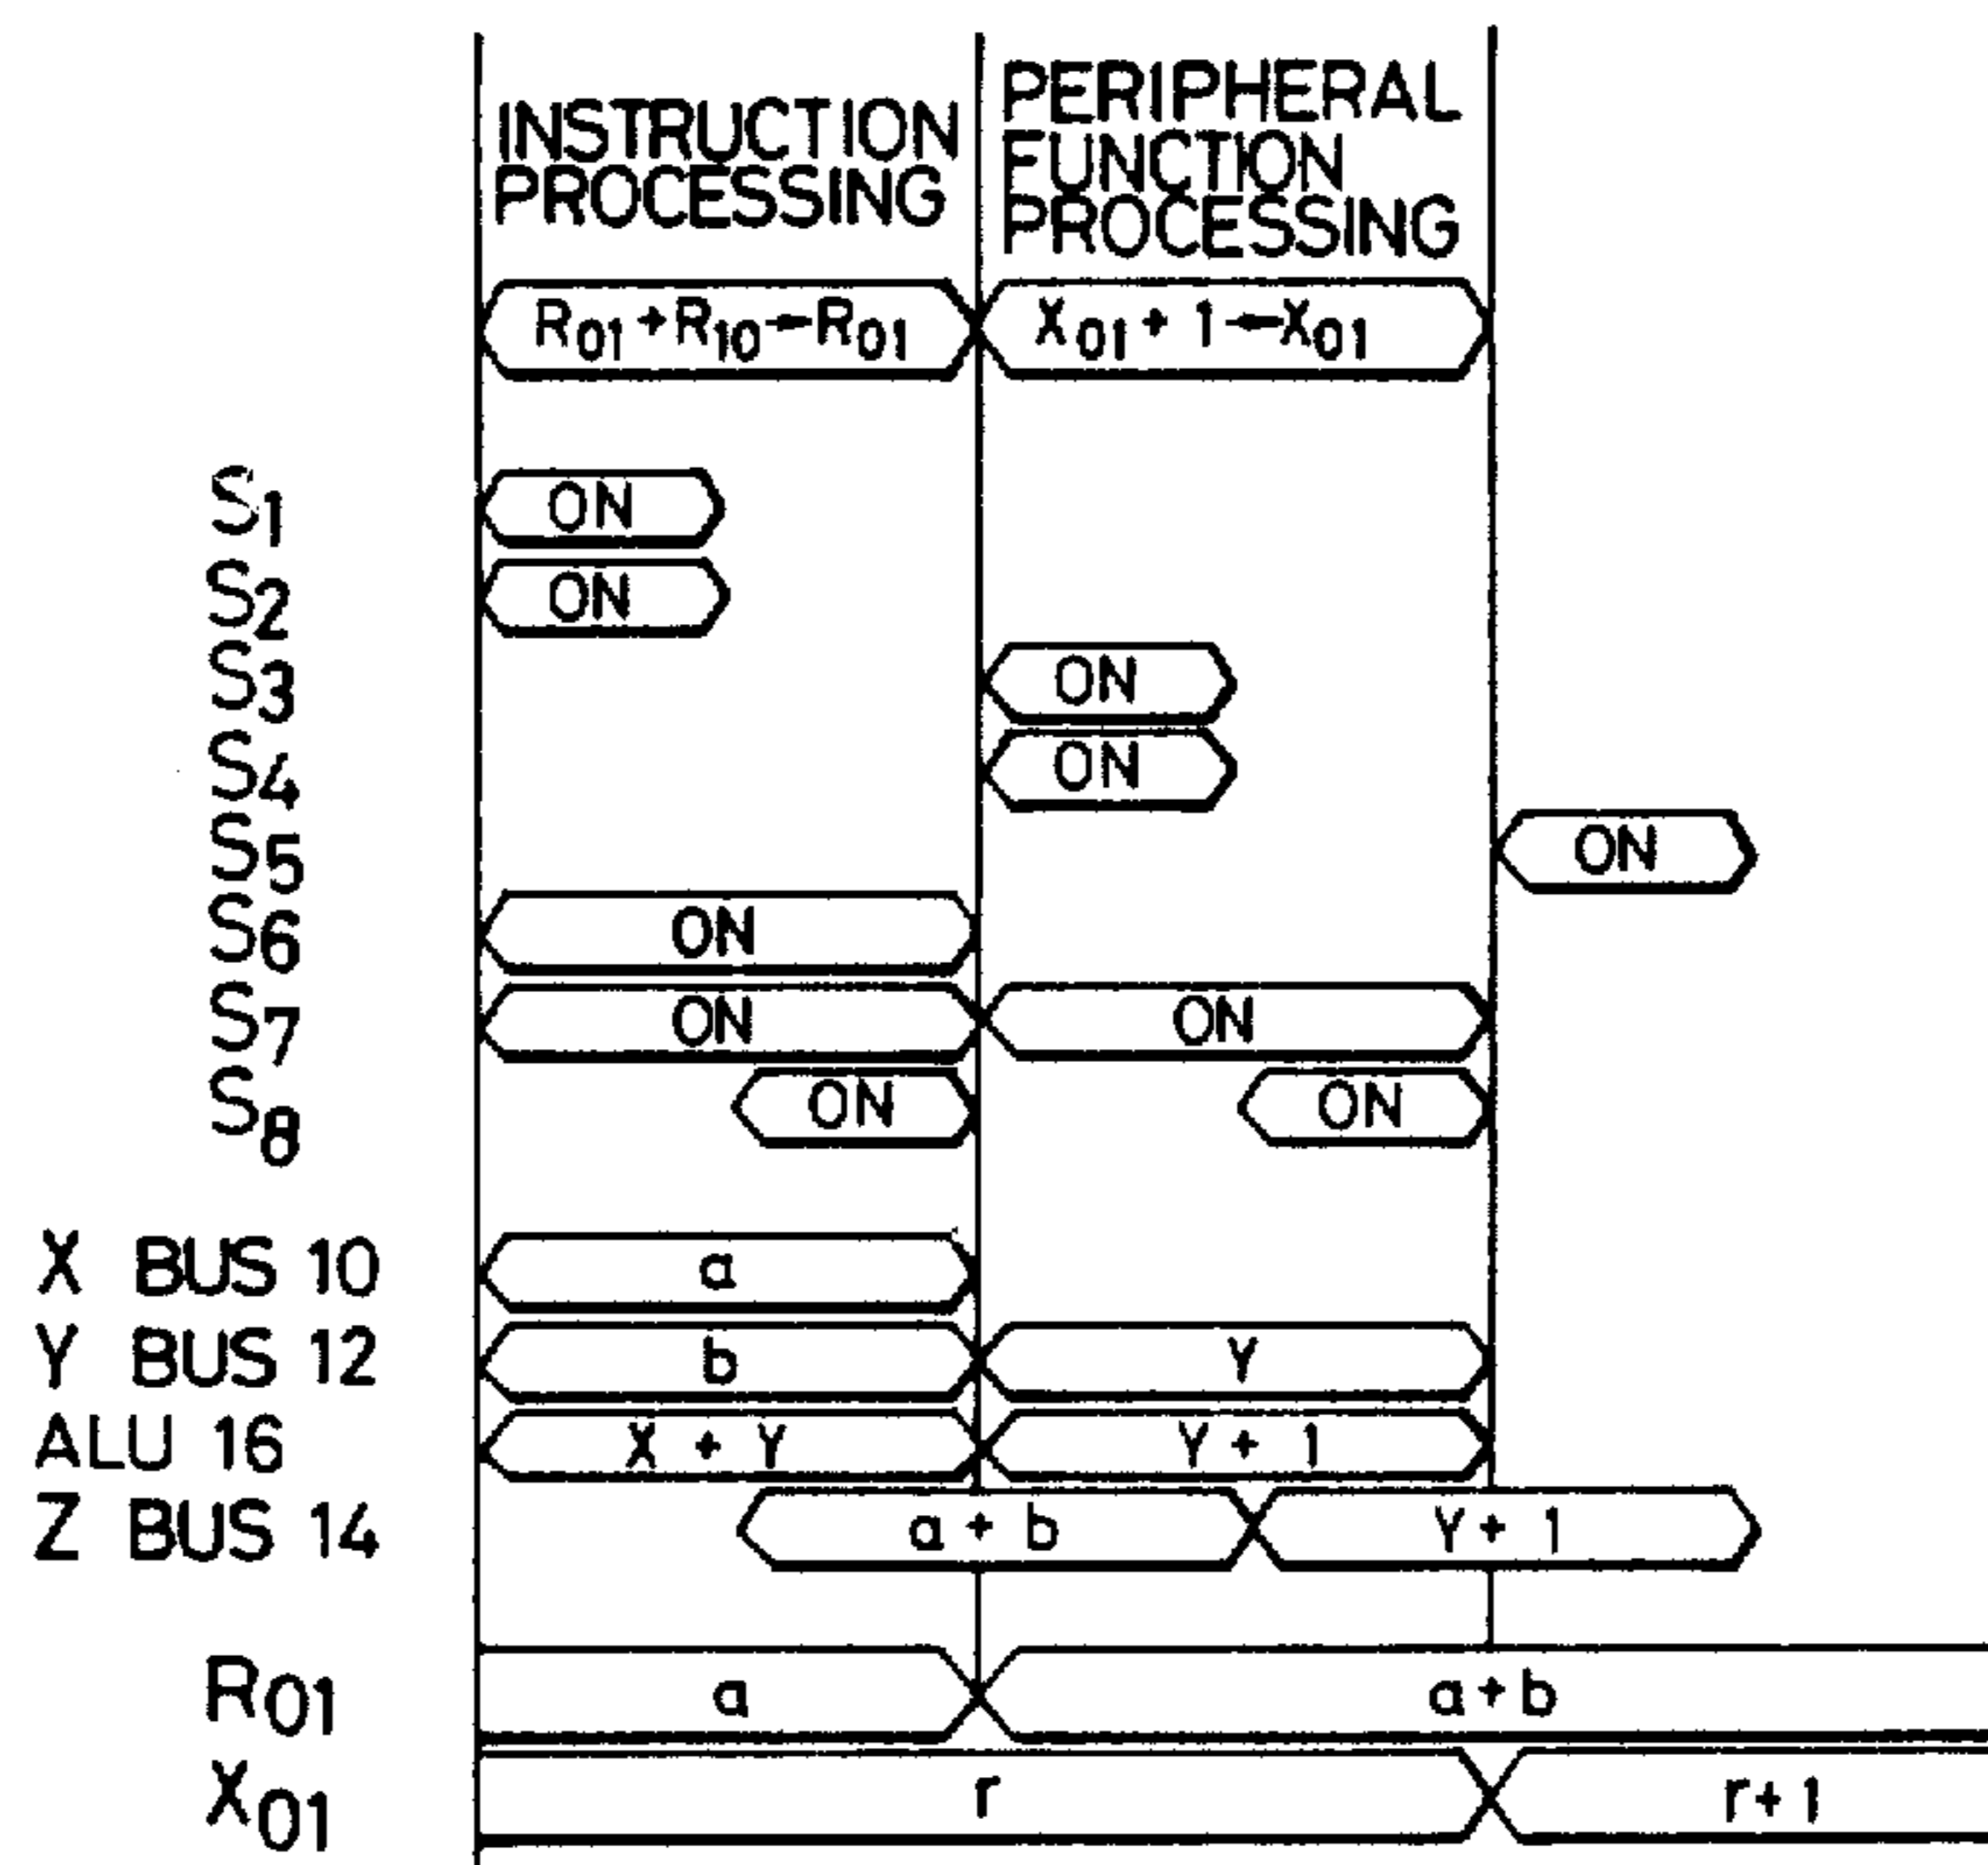 INSTRUCTION
PROCESSING
PERIPHERAL
FUNCTION
PROCESSING
R01+R10→R01
X01+1←X01
S1 ON
S2 ON
S3 ON
S4 ON
S5 ON
S6 ON
S7 ON ON
S8 ON ON
X BUS 10 a
Y BUS 12 b Y
ALU 16 X + Y Y + 1
Z BUS 14 a + b Y + 1
R01 a a+b
X01 r r+1